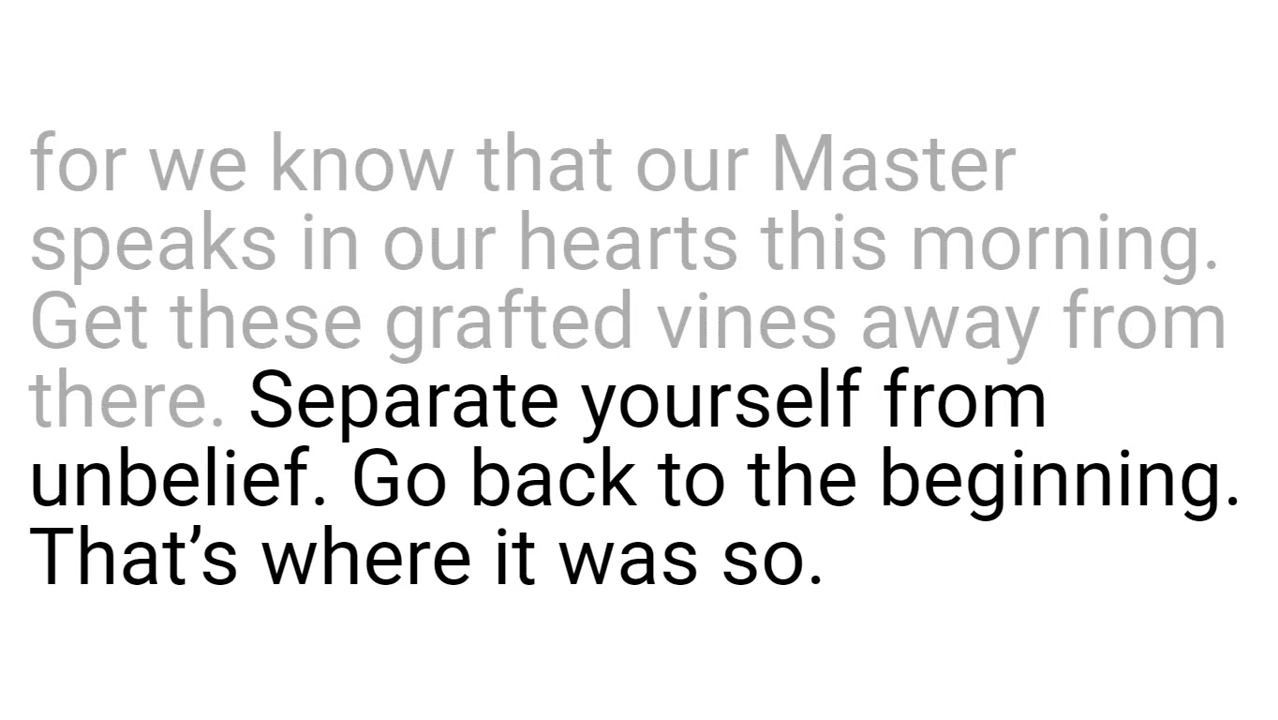 for we know that our Master
speaks in our hearts this morning.
Get these grafted vines away from
there. Separate yourself from
unbelief. Go back to the beginning.
That’s where it was so.